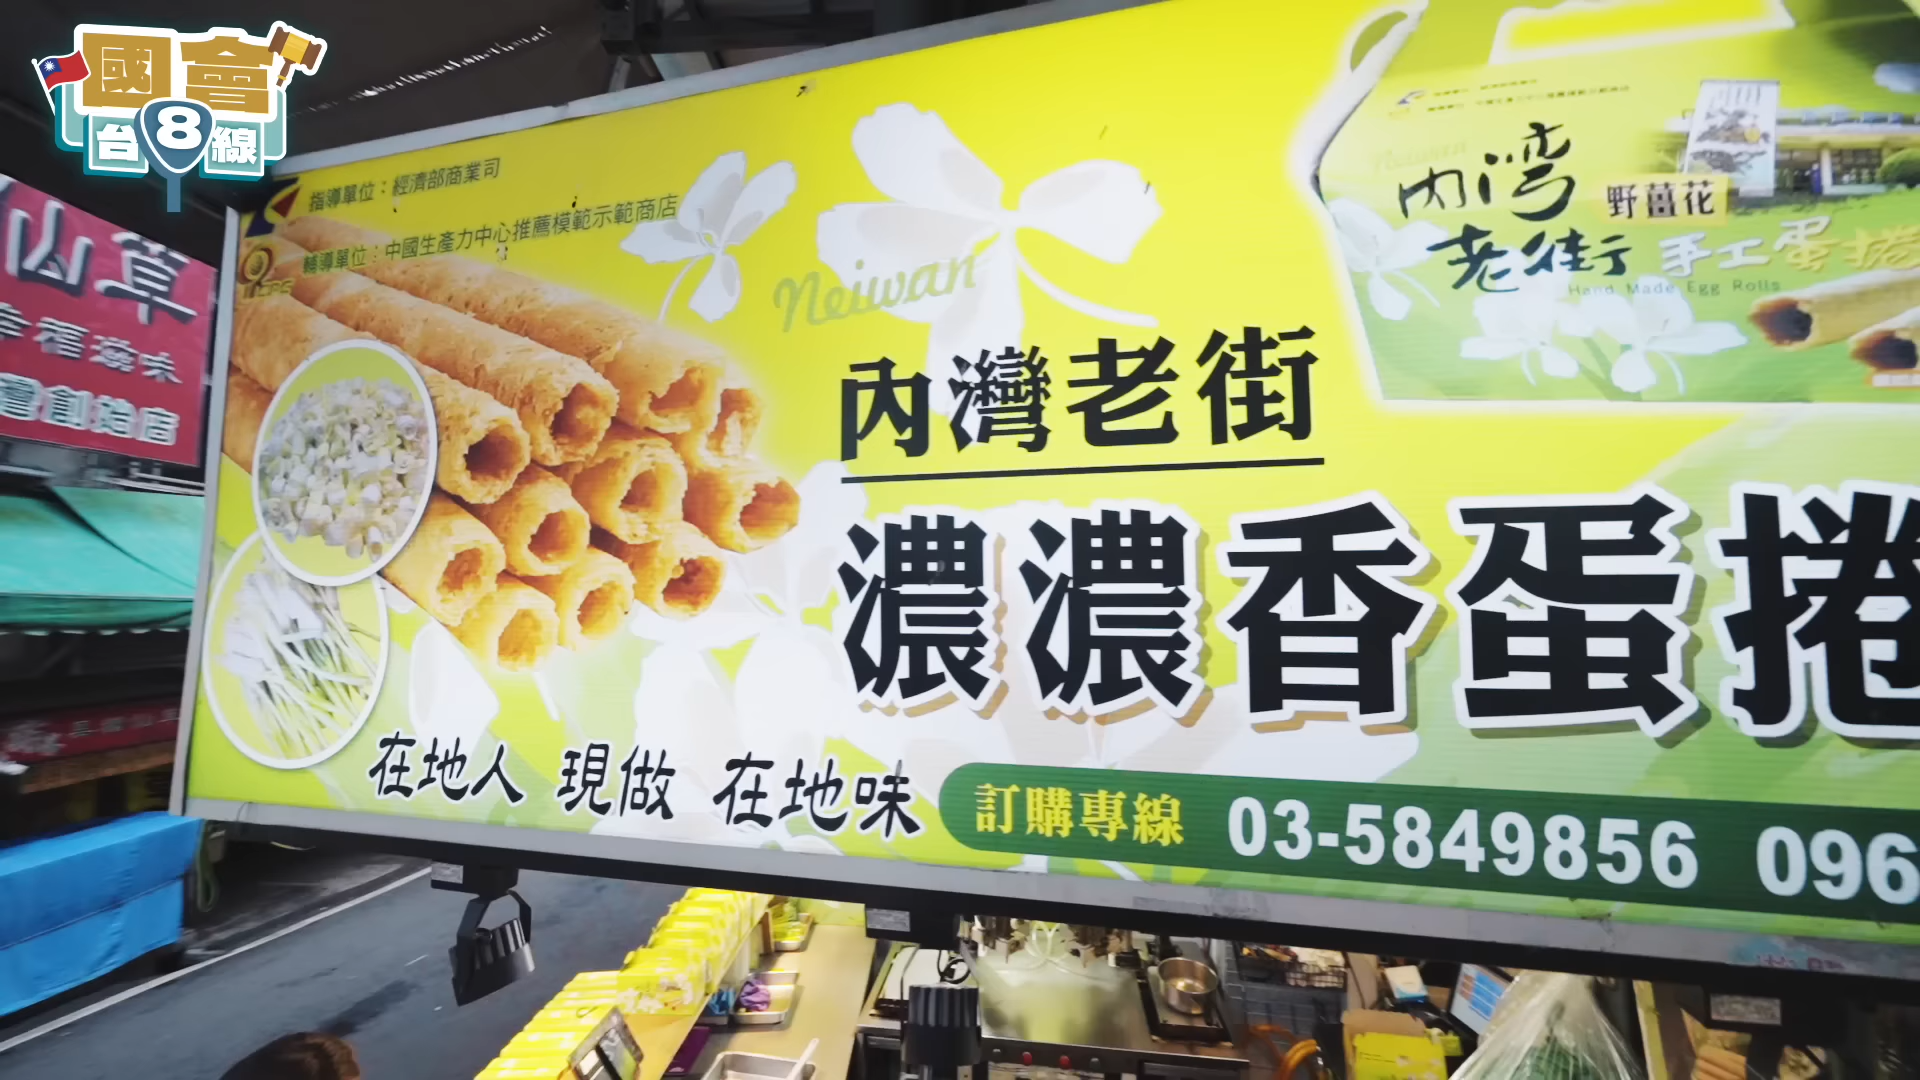 國會
台8線
指導單位：經濟部商業司
輔導單位：中國生產力中心推薦模範示範商店
Neiwan
內灣
老街
野薑花
手工蛋捲
Hand Made Egg Rolls
內灣老街
濃濃香蛋捲
在地人 現做 在地味
訂購專線 03-5849856 096
仙草
幸福滋味
創始店